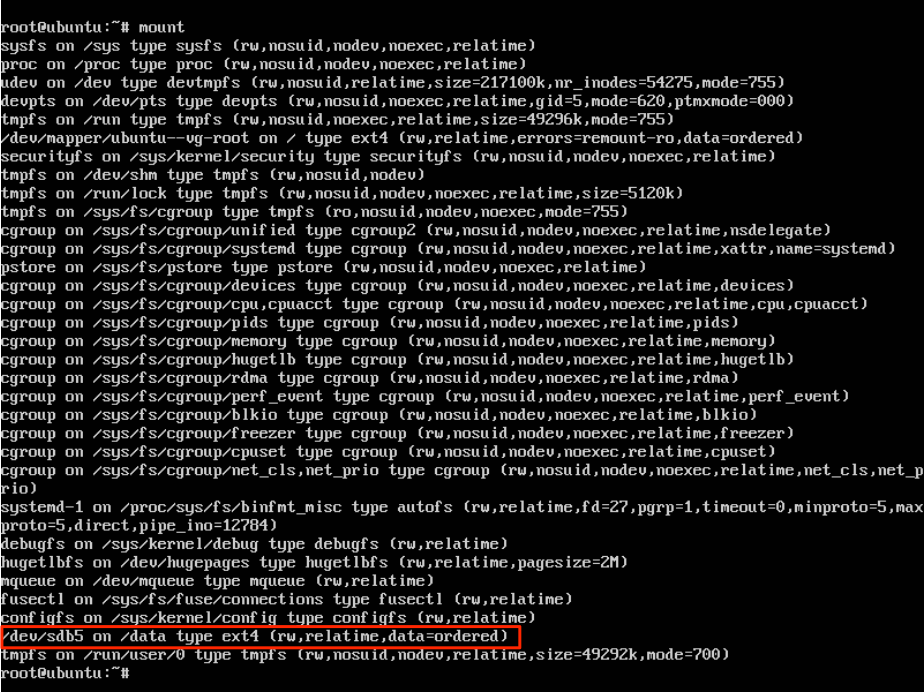 root@ubuntu:~# mount
sysfs on /sys type sysfs (rw,nosuid,nodev,noexec,relatime)
proc on /proc type proc (rw,nosuid,nodev,noexec,relatime)
udev on /dev type devtmpfs (rw,nosuid,relatime,size=217100k,nr_inodes=54275,mode=755)
devpts on /dev/pts type devpts (rw,nosuid,noexec,relatime,gid=5,mode=620,ptmxmode=000)
tmpfs on /run type tmpfs (rw,nosuid,noexec,relatime,size=49296k,mode=755)
/dev/mapper/ubuntu--vg-root on / type ext4 (rw,relatime,errors=remount-ro,data=ordered)
securityfs on /sys/kernel/security type securityfs (rw,nosuid,nodev,noexec,relatime)
tmpfs on /dev/shm type tmpfs (rw,nosuid,nodev)
tmpfs on /run/lock type tmpfs (rw,nosuid,nodev,noexec,relatime,size=5120k)
tmpfs on /sys/fs/cgroup type tmpfs (ro,nosuid,nodev,noexec,mode=755)
cgroup on /sys/fs/cgroup/unified type cgroup2 (rw,nosuid,nodev,noexec,relatime,nsdelegate)
cgroup on /sys/fs/cgroup/systemd type cgroup (rw,nosuid,nodev,noexec,relatime,xattr,name=systemd)
pstore on /sys/fs/pstore type pstore (rw,nosuid,nodev,noexec,relatime)
cgroup on /sys/fs/cgroup/devices type cgroup (rw,nosuid,nodev,noexec,relatime,devices)
cgroup on /sys/fs/cgroup/cpu,cpuacct type cgroup (rw,nosuid,nodev,noexec,relatime,cpu,cpuacct)
cgroup on /sys/fs/cgroup/pids type cgroup (rw,nosuid,nodev,noexec,relatime,pids)
cgroup on /sys/fs/cgroup/memory type cgroup (rw,nosuid,nodev,noexec,relatime,memory)
cgroup on /sys/fs/cgroup/hugetlb type cgroup (rw,nosuid,nodev,noexec,relatime,hugetlb)
cgroup on /sys/fs/cgroup/rdma type cgroup (rw,nosuid,nodev,noexec,relatime,rdma)
cgroup on /sys/fs/cgroup/perf_event type cgroup (rw,nosuid,nodev,noexec,relatime,perf_event)
cgroup on /sys/fs/cgroup/blkio type cgroup (rw,nosuid,nodev,noexec,relatime,blkio)
cgroup on /sys/fs/cgroup/freezer type cgroup (rw,nosuid,nodev,noexec,relatime,freezer)
cgroup on /sys/fs/cgroup/cpuset type cgroup (rw,nosuid,nodev,noexec,relatime,cpuset)
cgroup on /sys/fs/cgroup/net_cls,net_prio type cgroup (rw,nosuid,nodev,noexec,relatime,net_cls,net_p
rio)
systemd-1 on /proc/sys/fs/binfmt_misc type autofs (rw,relatime,fd=27,pgrp=1,timeout=0,minproto=5,max
proto=5,direct,pipe_ino=12784)
debugfs on /sys/kernel/debug type debugfs (rw,relatime)
hugetlbfs on /dev/hugepages type hugetlbfs (rw,relatime,pagesize=2M)
mqueue on /dev/mqueue type mqueue (rw,relatime)
fusectl on /sys/fs/fuse/connections type fusectl (rw,relatime)
configfs on /sys/kernel/config type configfs (rw,relatime)
/dev/sdb5 on /data type ext4 (rw,relatime,data=ordered)
tmpfs on /run/user/0 type tmpfs (rw,nosuid,nodev,relatime,size=49292k,mode=700)
root@ubuntu:~#